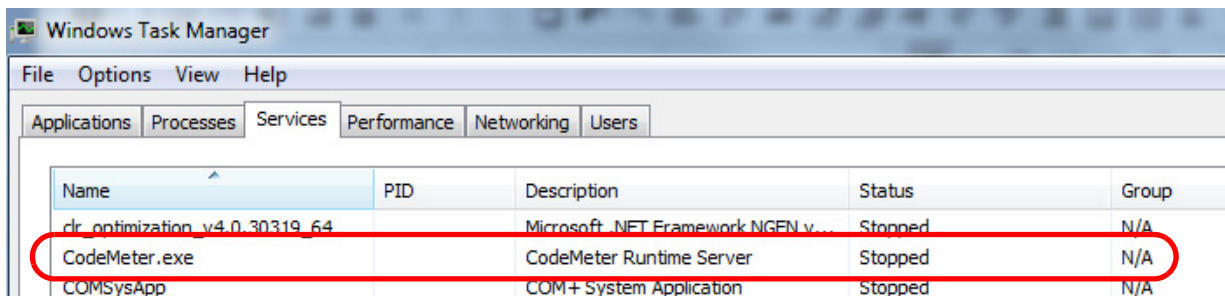 Windows Task Manager
File Options View Help
Applications Processes Services Performance Networking Users
Name PID Description Status Group
clr_optimization_v4.0.30319_64 Microsoft .NET Framework NGEN v... Stopped N/A
CodeMeter.exe CodeMeter Runtime Server Stopped N/A
COMSysApp COM+ System Application Stopped N/A